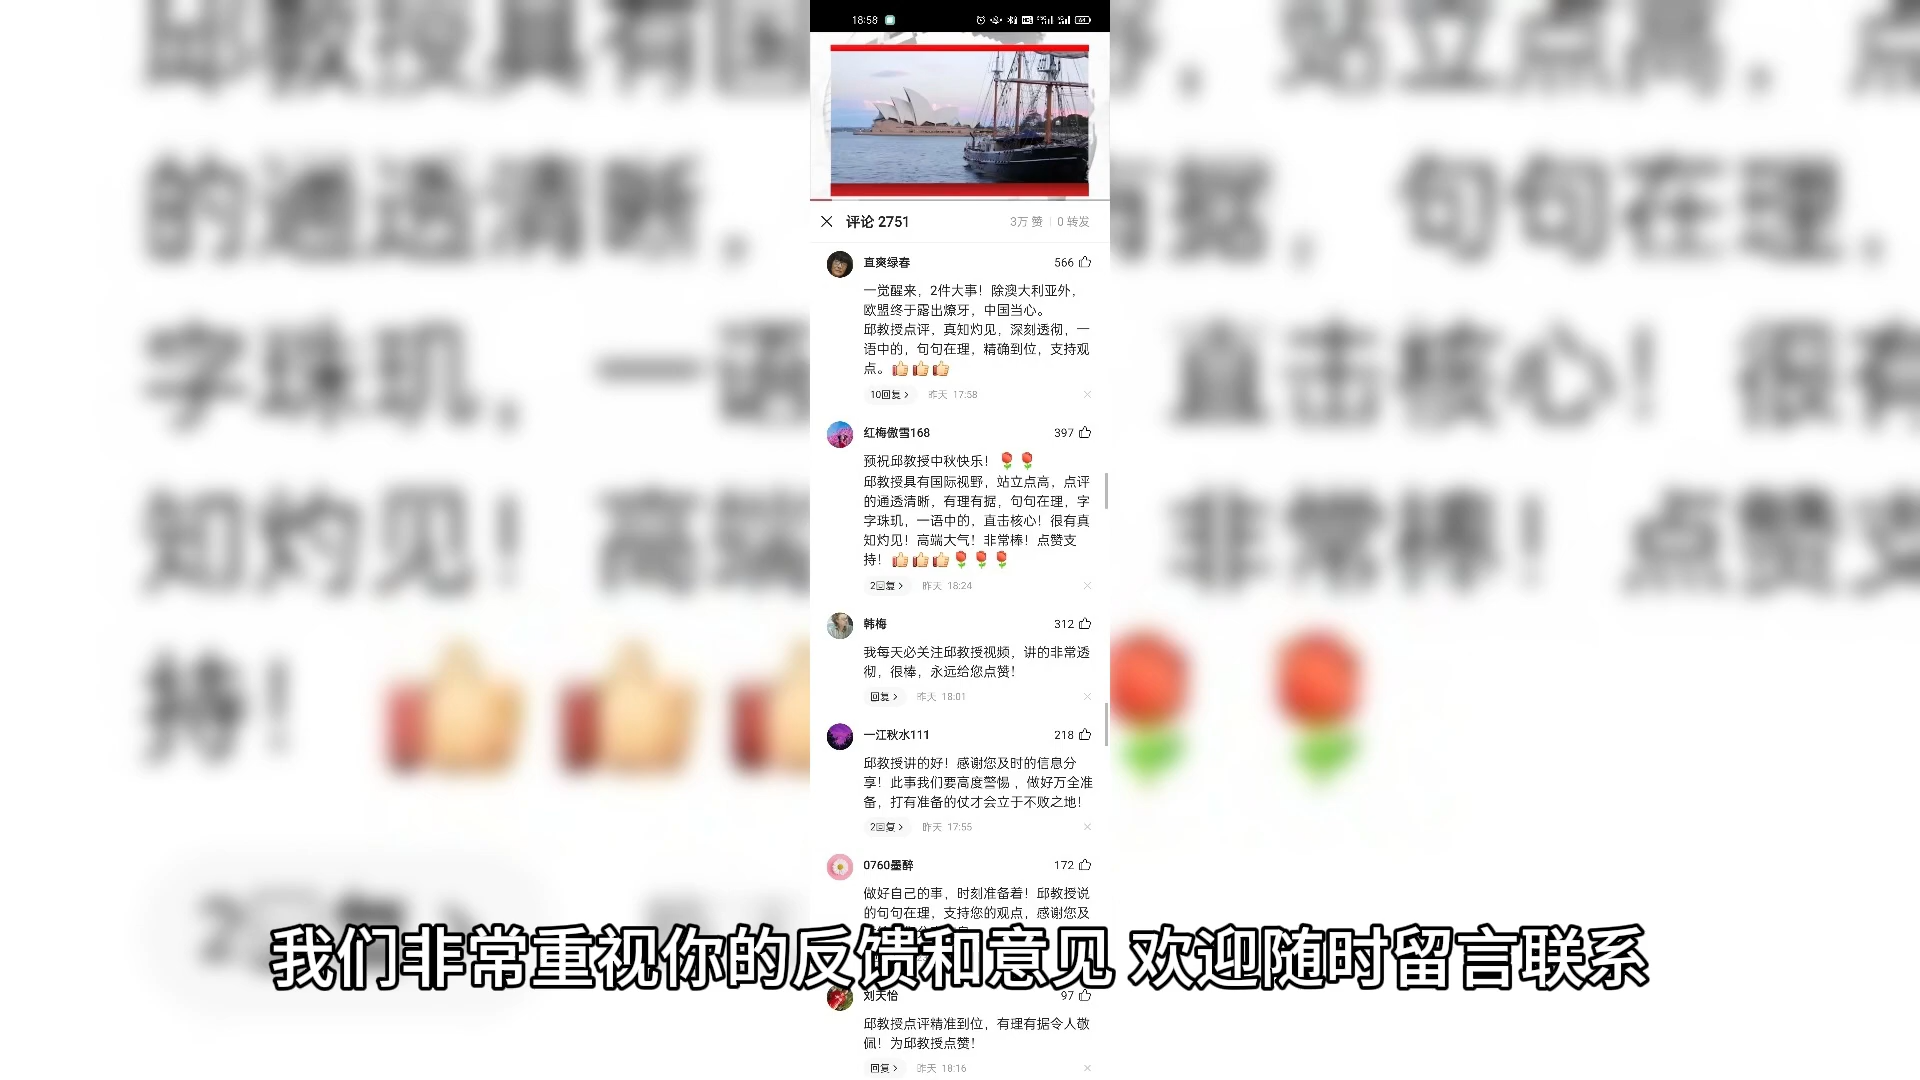 18:58
评论 2751
3万 赞 0 转发
直爽绿春
566
一觉醒来，2件大事！除澳大利亚外，
欧盟终于露出燎牙，中国当心。
邱教授点评，真知灼见，深刻透彻，一
语中的，句句在理，精确到位，支持观
点。
10回复 昨天 17:58
红梅傲雪168
397
预祝邱教授中秋快乐！
邱教授具有国际视野，站立点高，点评
的通透清晰，有理有据，句句在理，字
字珠玑，一语中的，直击核心！很有真
知灼见！高端大气！非常棒！点赞支
持！
2回复 昨天 18:24
韩梅
312
我每天必关注邱教授视频，讲的非常透
彻，很棒，永远给您点赞！
回复 昨天 18:01
一江秋水111
218
邱教授讲的好！感谢您及时的信息分
享！此事我们要高度警惕，做好万全准
备，打有准备的仗才会立于不败之地！
2回复 昨天 17:55
0760墨醉
172
做好自己的事，时刻准备着！邱教授说
的句句在理，支持您的观点，感谢您及
我们非常重视你的反馈和意见 欢迎随时留言联系
刘天怡
97
邱教授点评精准到位，有理有据令人敬
佩！为邱教授点赞！
回复 昨天 18:16